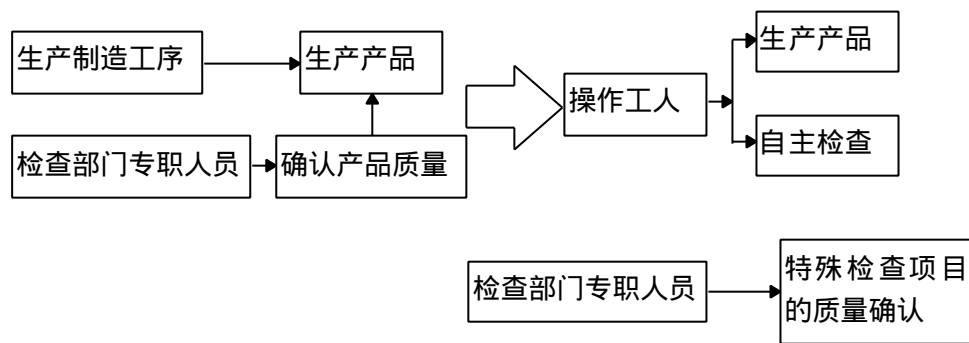 生产制造工序
生产产品
检查部门专职人员
确认产品质量
操作工人
生产产品
自主检查
检查部门专职人员
特殊检查项目
的质量确认